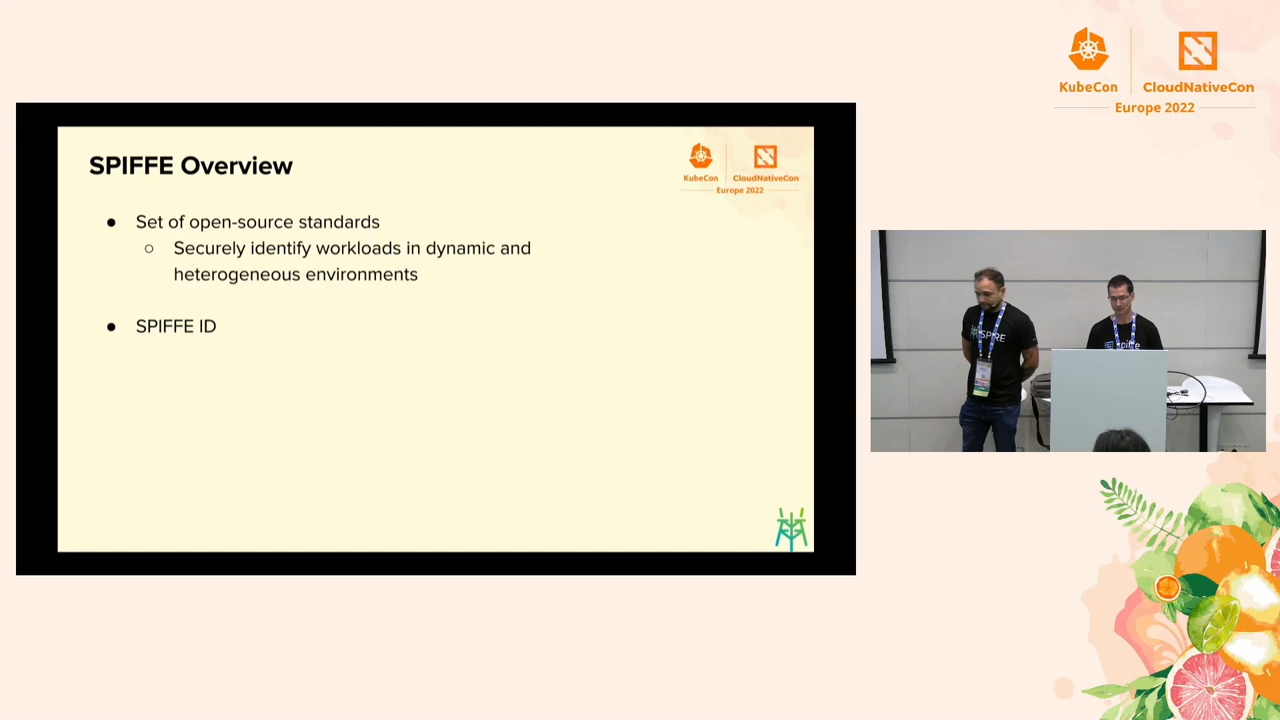 KubeCon
CloudNativeCon
Europe 2022
SPIFFE Overview
KubeCon
CloudNativeCon
Europe 2022
● Set of open-source standards
○ Securely identify workloads in dynamic and
heterogeneous environments
● SPIFFE ID
SPIRE
spiffe